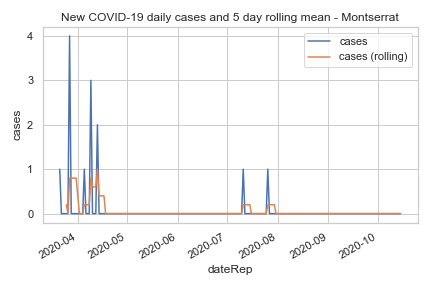 New COVID-19 daily cases and 5 day rolling mean - Montserrat
cases
cases (rolling)
4
3
2
1
0
cases
2020-04
2020-05
2020-06
2020-07
2020-08
2020-09
2020-10
dateRep